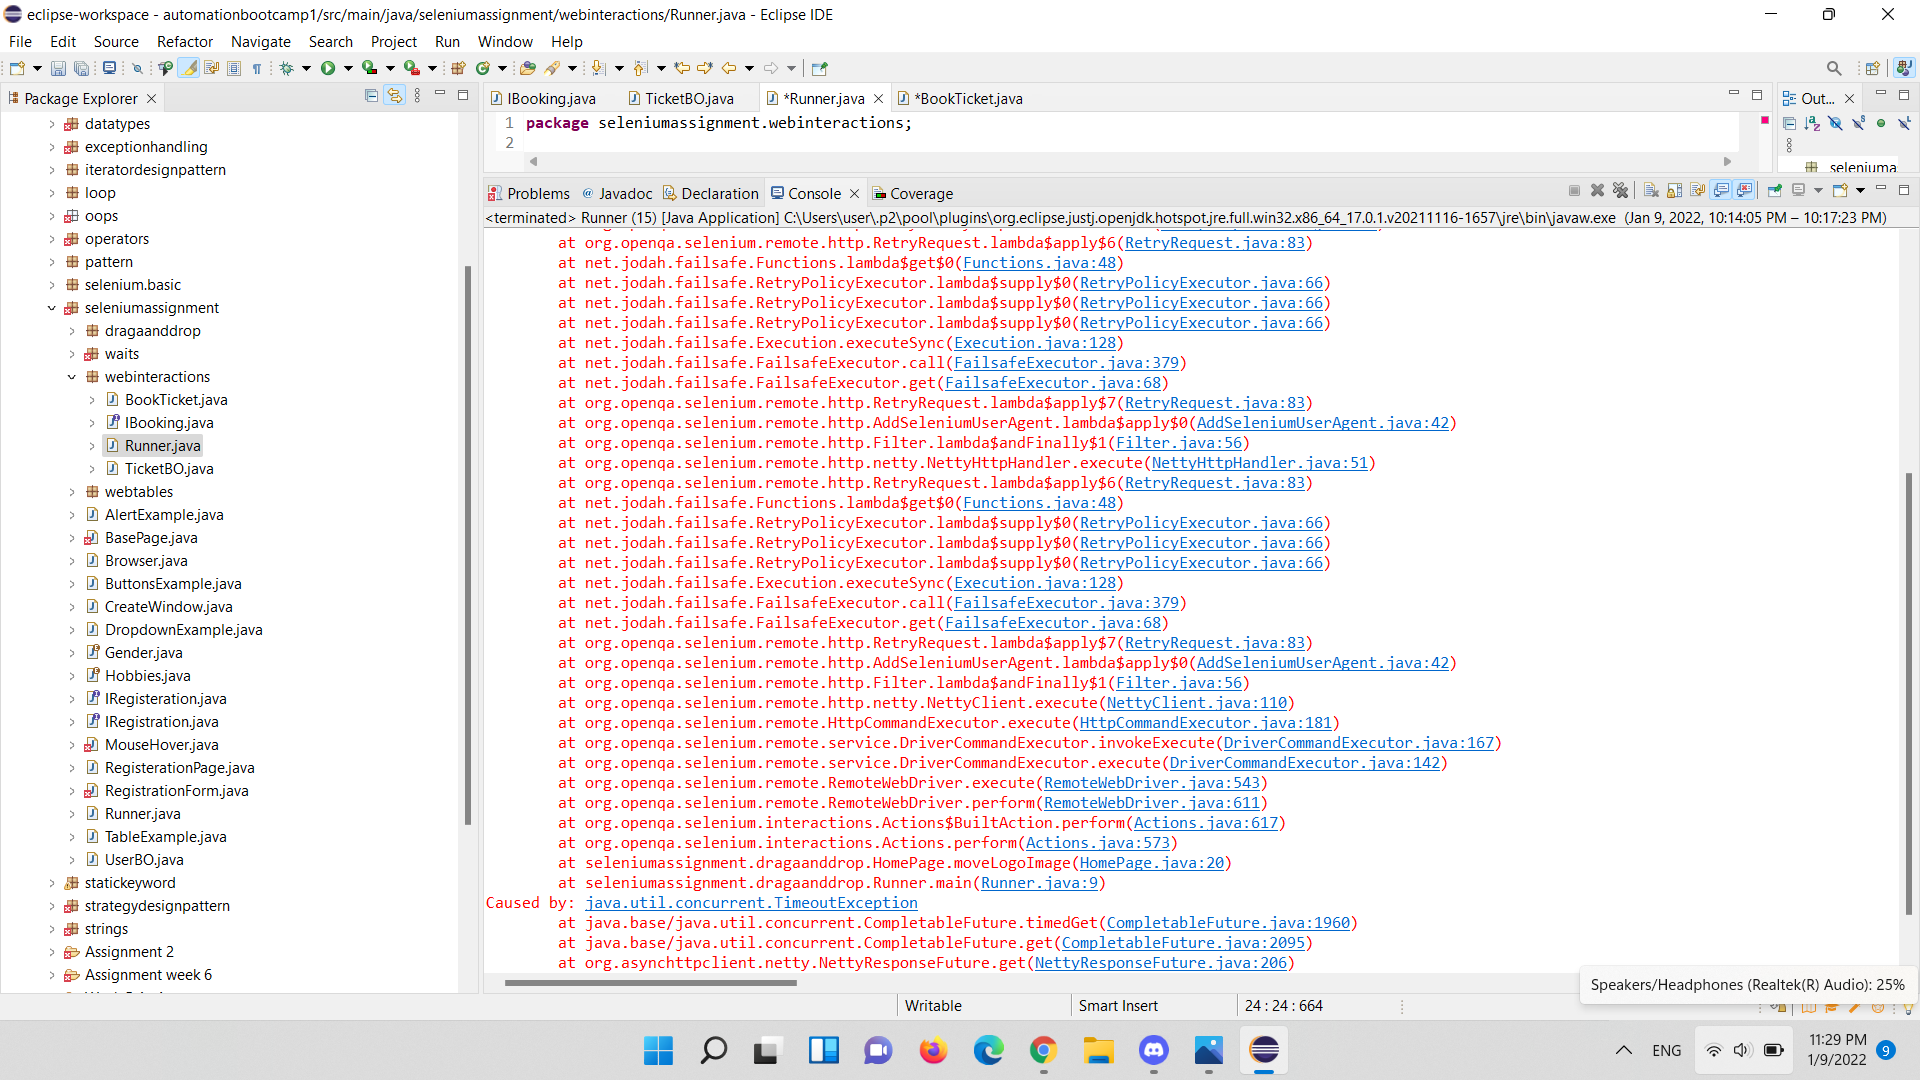 eclipse-workspace - automationbootcamp1/src/main/java/seleniumassignment/webinteractions/Runner.java - Eclipse IDE
File Edit Source Refactor Navigate Search Project Run Window Help
Package Explorer
datatypes
exceptionhandling
iteratordesignpattern
loop
oops
operators
pattern
selenium.basic
seleniumassignment
dragaanddrop
waits
webinteractions
BookTicket.java
IBooking.java
Runner.java
TicketBO.java
webtables
AlertExample.java
BasePage.java
Browser.java
ButtonsExample.java
CreateWindow.java
DropdownExample.java
Gender.java
Hobbies.java
IRegisteration.java
IRegistration.java
MouseHover.java
RegisterationPage.java
RegistrationForm.java
Runner.java
TableExample.java
UserBO.java
statickeyword
strategydesignpattern
strings
Assignment 2
Assignment week 6
IBooking.java TicketBO.java *Runner.java *BookTicket.java
1 package seleniumassignment.webinteractions;
2
Out...
seleniuma
Problems Javadoc Declaration Console Coverage
<terminated> Runner (15) [Java Application] C:\Users\user\.p2\pool\plugins\org.eclipse.justj.openjdk.hotspot.jre.full.win32.x86_64_17.0.1.v20211116-1657\jre\bin\javaw.exe (Jan 9, 2022, 10:14:05 PM – 10:17:23 PM)
at org.openqa.selenium.remote.http.RetryRequest.lambda$apply$6(RetryRequest.java:83)
at net.jodah.failsafe.Functions.lambda$get$0(Functions.java:48)
at net.jodah.failsafe.RetryPolicyExecutor.lambda$supply$0(RetryPolicyExecutor.java:66)
at net.jodah.failsafe.RetryPolicyExecutor.lambda$supply$0(RetryPolicyExecutor.java:66)
at net.jodah.failsafe.RetryPolicyExecutor.lambda$supply$0(RetryPolicyExecutor.java:66)
at net.jodah.failsafe.Execution.executeSync(Execution.java:128)
at net.jodah.failsafe.FailsafeExecutor.call(FailsafeExecutor.java:379)
at net.jodah.failsafe.FailsafeExecutor.get(FailsafeExecutor.java:68)
at org.openqa.selenium.remote.http.RetryRequest.lambda$apply$7(RetryRequest.java:83)
at org.openqa.selenium.remote.http.AddSeleniumUserAgent.lambda$apply$0(AddSeleniumUserAgent.java:42)
at org.openqa.selenium.remote.http.Filter.lambda$andFinally$1(Filter.java:56)
at org.openqa.selenium.remote.http.netty.NettyHttpHandler.execute(NettyHttpHandler.java:51)
at org.openqa.selenium.remote.http.RetryRequest.lambda$apply$6(RetryRequest.java:83)
at net.jodah.failsafe.Functions.lambda$get$0(Functions.java:48)
at net.jodah.failsafe.RetryPolicyExecutor.lambda$supply$0(RetryPolicyExecutor.java:66)
at net.jodah.failsafe.RetryPolicyExecutor.lambda$supply$0(RetryPolicyExecutor.java:66)
at net.jodah.failsafe.RetryPolicyExecutor.lambda$supply$0(RetryPolicyExecutor.java:66)
at net.jodah.failsafe.Execution.executeSync(Execution.java:128)
at net.jodah.failsafe.FailsafeExecutor.call(FailsafeExecutor.java:379)
at net.jodah.failsafe.FailsafeExecutor.get(FailsafeExecutor.java:68)
at org.openqa.selenium.remote.http.RetryRequest.lambda$apply$7(RetryRequest.java:83)
at org.openqa.selenium.remote.http.AddSeleniumUserAgent.lambda$apply$0(AddSeleniumUserAgent.java:42)
at org.openqa.selenium.remote.http.Filter.lambda$andFinally$1(Filter.java:56)
at org.openqa.selenium.remote.http.netty.NettyClient.execute(NettyClient.java:110)
at org.openqa.selenium.remote.HttpCommandExecutor.execute(HttpCommandExecutor.java:181)
at org.openqa.selenium.remote.service.DriverCommandExecutor.invokeExecute(DriverCommandExecutor.java:167)
at org.openqa.selenium.remote.service.DriverCommandExecutor.execute(DriverCommandExecutor.java:142)
at org.openqa.selenium.remote.RemoteWebDriver.execute(RemoteWebDriver.java:543)
at org.openqa.selenium.remote.RemoteWebDriver.perform(RemoteWebDriver.java:611)
at org.openqa.selenium.interactions.Actions$BuiltAction.perform(Actions.java:617)
at org.openqa.selenium.interactions.Actions.perform(Actions.java:573)
at seleniumassignment.dragaanddrop.HomePage.moveLogoImage(HomePage.java:20)
at seleniumassignment.dragaanddrop.Runner.main(Runner.java:9)
Caused by: java.util.concurrent.TimeoutException
at java.base/java.util.concurrent.CompletableFuture.timedGet(CompletableFuture.java:1960)
at java.base/java.util.concurrent.CompletableFuture.get(CompletableFuture.java:2095)
at org.asynchttpclient.netty.NettyResponseFuture.get(NettyResponseFuture.java:206)
Speakers/Headphones (Realtek(R) Audio): 25%
Writable Smart Insert 24 : 24 : 664
ENG
11:29 PM
1/9/2022
9